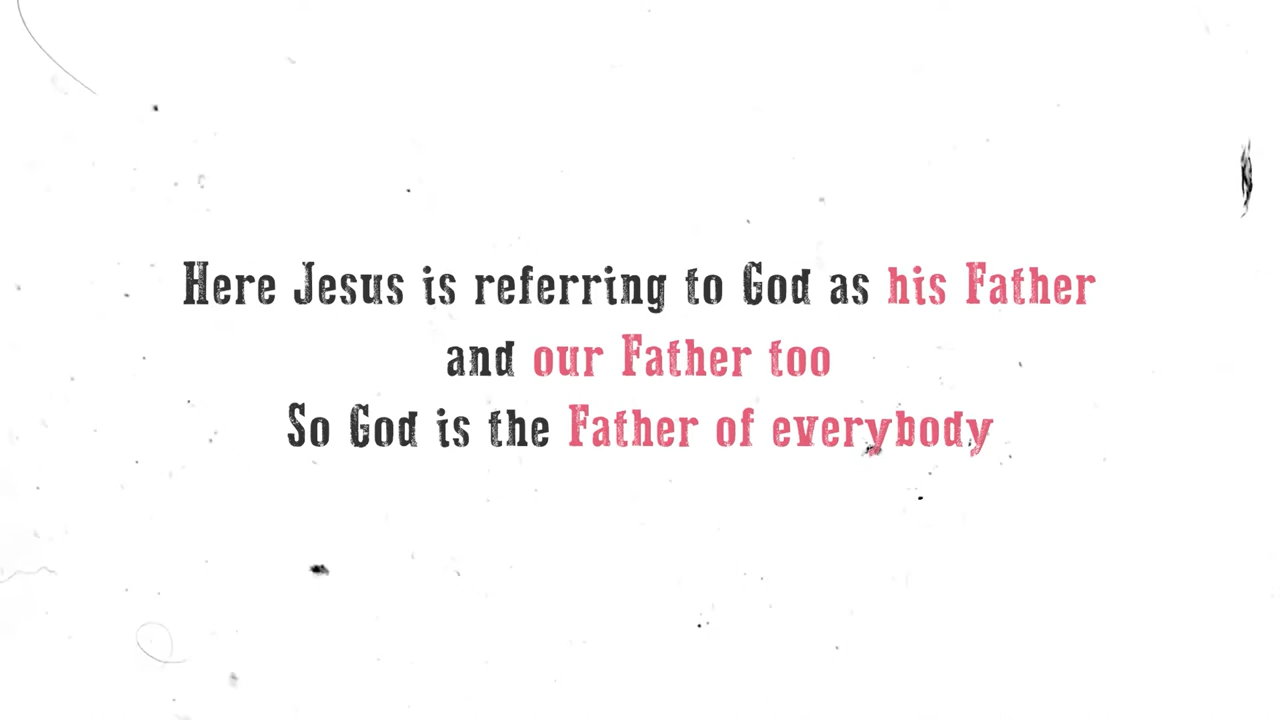 Here Jesus is referring to God as his Father
and our Father too
So God is the Father of everybody